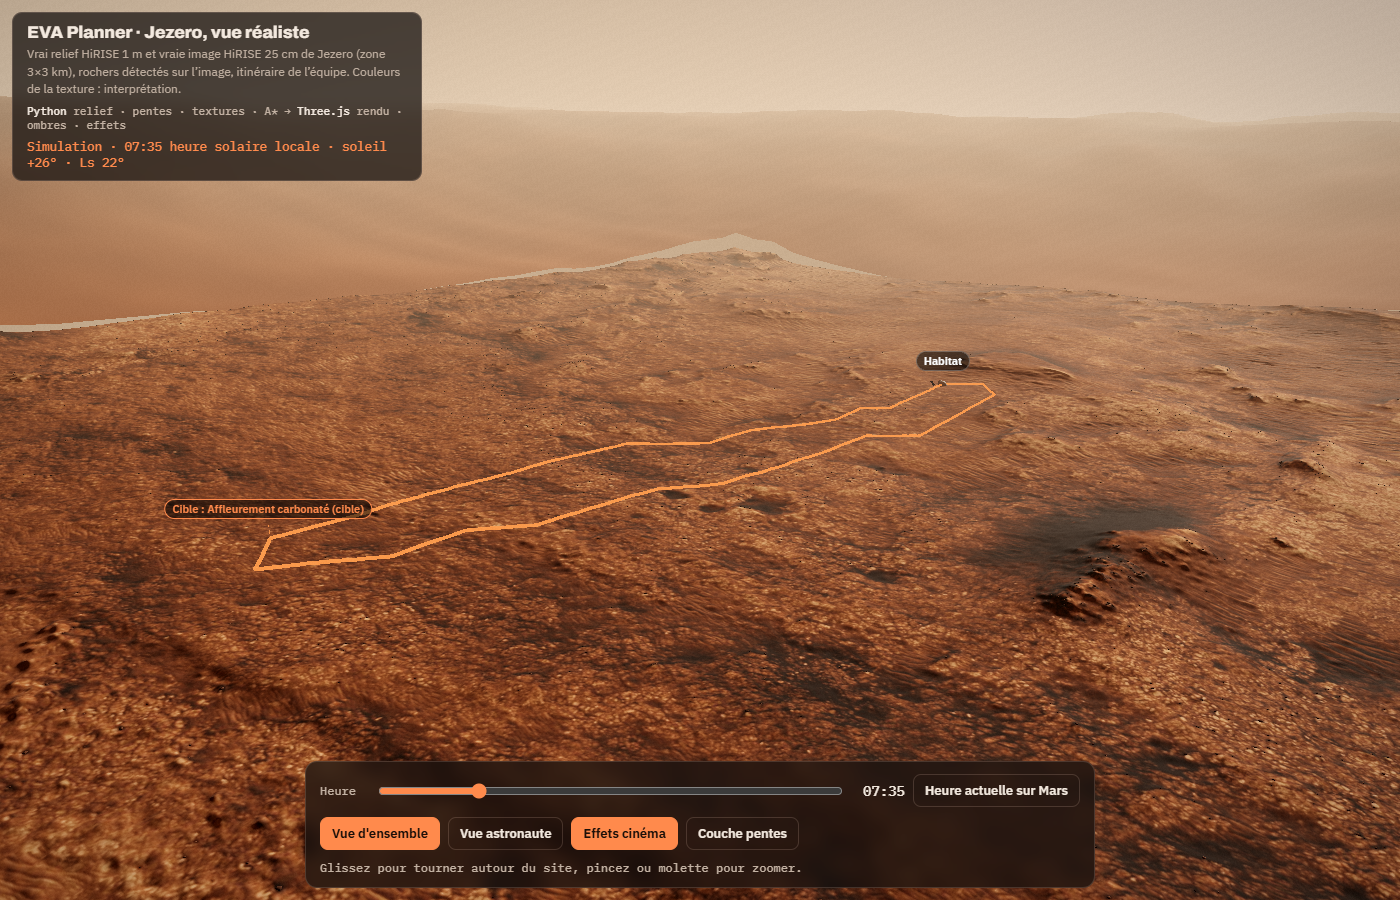 EVA Planner · Jezero, vue réaliste
Vrai relief HiRISE 1 m et vraie image HiRISE 25 cm de Jezero (zone
3×3 km), rochers détectés sur l’image, itinéraire de l’équipe. Couleurs
de la texture : interprétation.
Python relief · pentes · textures · A* → Three.js rendu ·
ombres · effets
Simulation · 07:35 heure solaire locale · soleil
+26° · Ls 22°
Habitat
Cible : Affleurement carbonaté (cible)
Heure
07:35
Heure actuelle sur Mars
Vue d'ensemble
Vue astronaute
Effets cinéma
Couche pentes
Glissez pour tourner autour du site, pincez ou molette pour zoomer.